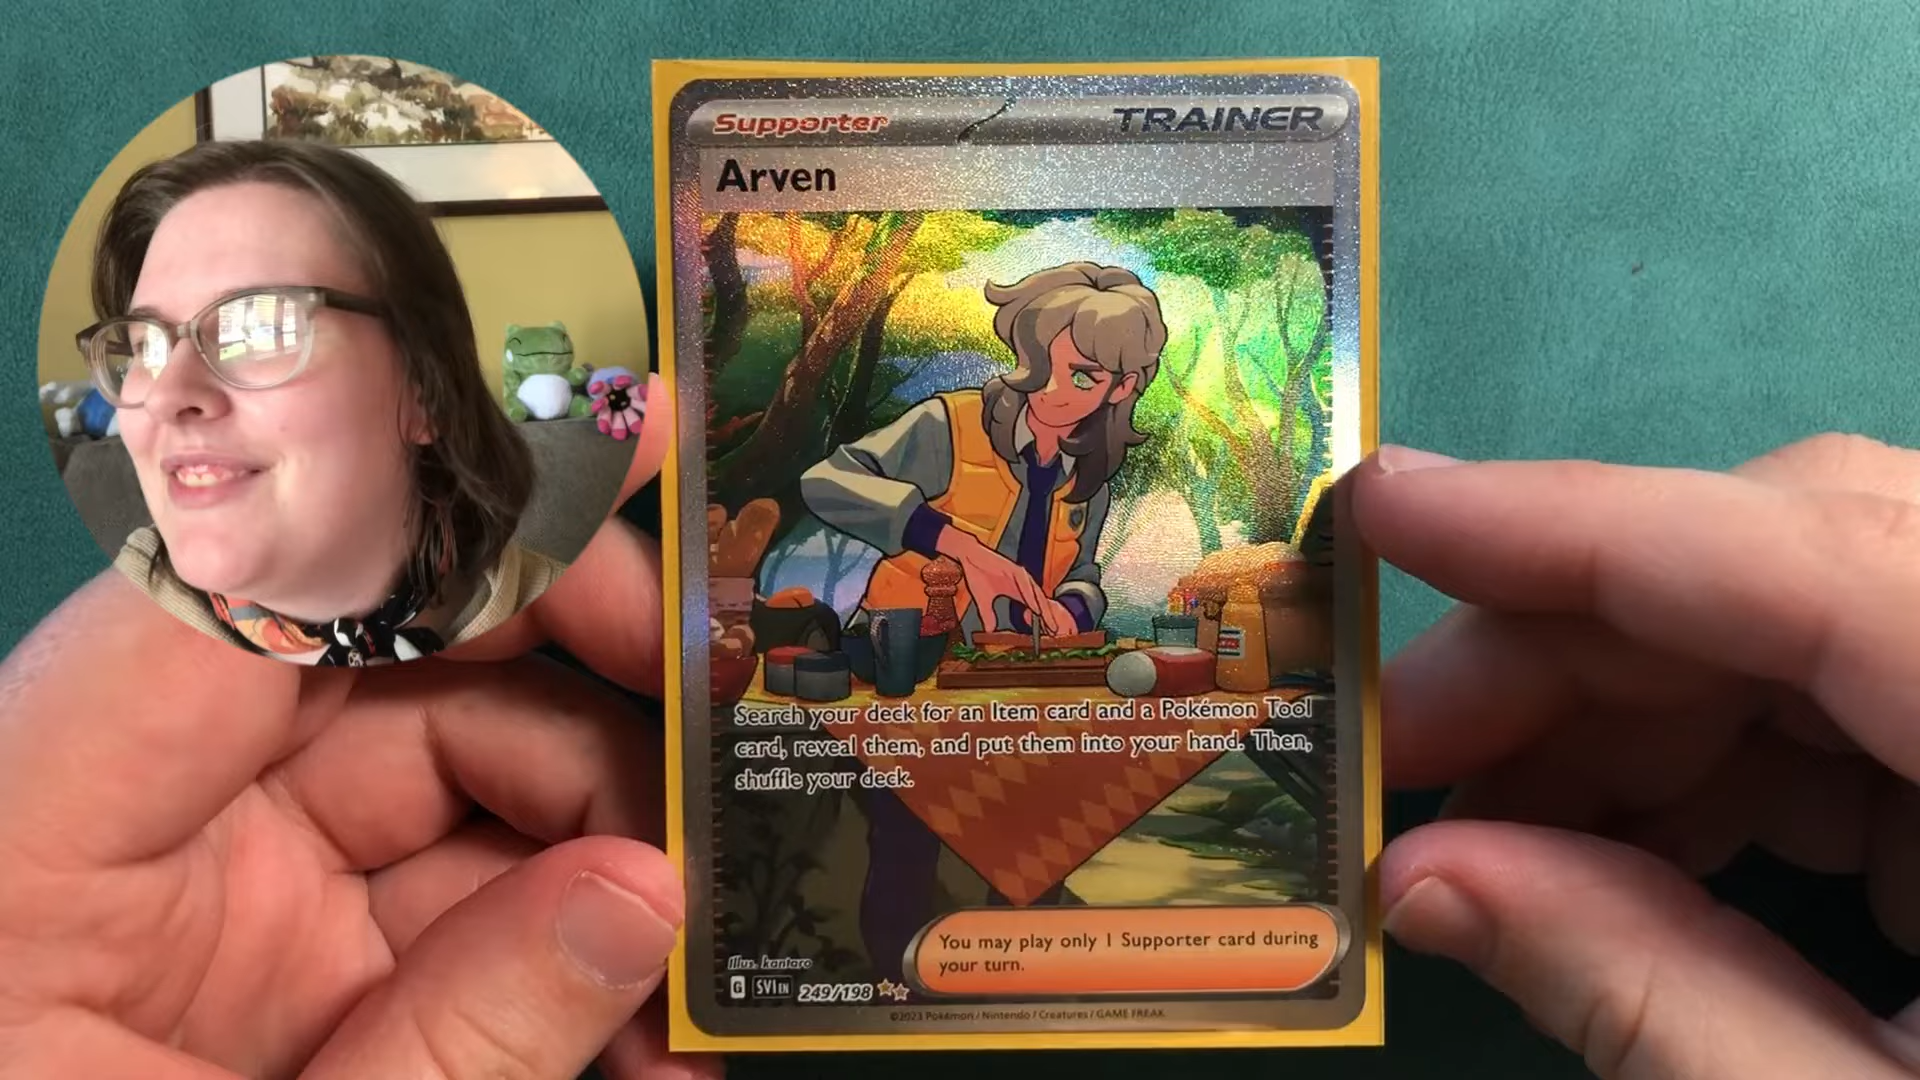 Supporter
TRAINER
Arven
Search your deck for an Item card and a Pokémon Tool
card, reveal them, and put them into your hand. Then,
shuffle your deck.
You may play only 1 Supporter card during
your turn.
Illus. kantaro
G SVI EN 249/198
©2023 Pokémon / Nintendo / Creatures / GAME FREAK